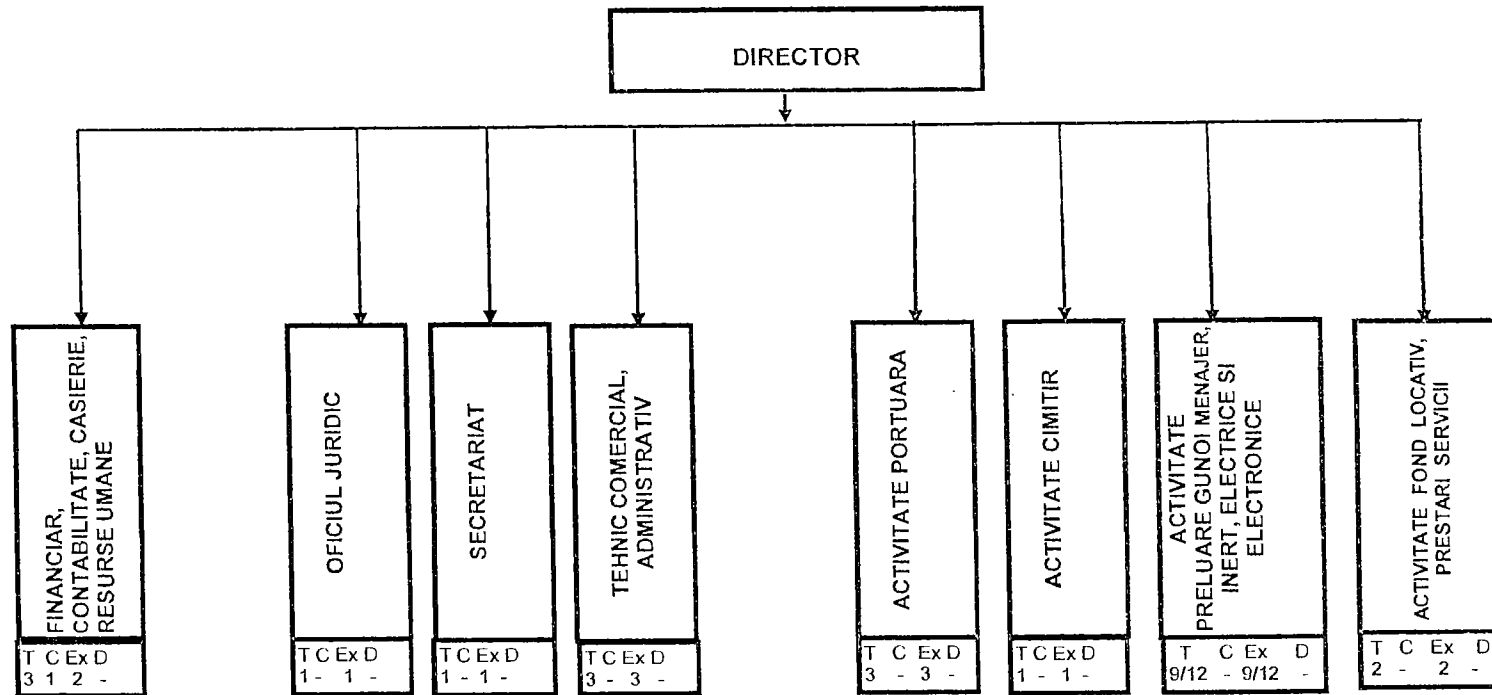 DIRECTOR
FINANCIAR,
CONTABILITATE, CASIERIE,
RESURSE UMANE
T C Ex D
3 1 2 -
OFICIUL JURIDIC
T C Ex D
1 - 1 -
SECRETARIAT
T C Ex D
1 - 1 -
TEHNIC COMERCIAL,
ADMINISTRATIV
T C Ex D
3 - 3 -
ACTIVITATE PORTUARA
T C Ex D
3 - 3 -
ACTIVITATE CIMITIR
T C Ex D
1 - 1 -
ACTIVITATE
PRELUARE GUNOI MENAJER,
INERT, ELECTRICE SI
ELECTRONICE
T C Ex D
9/12 - 9/12 -
ACTIVITATE FOND LOCATIV,
PRESTARI SERVICII
T C Ex D
2 - 2 -